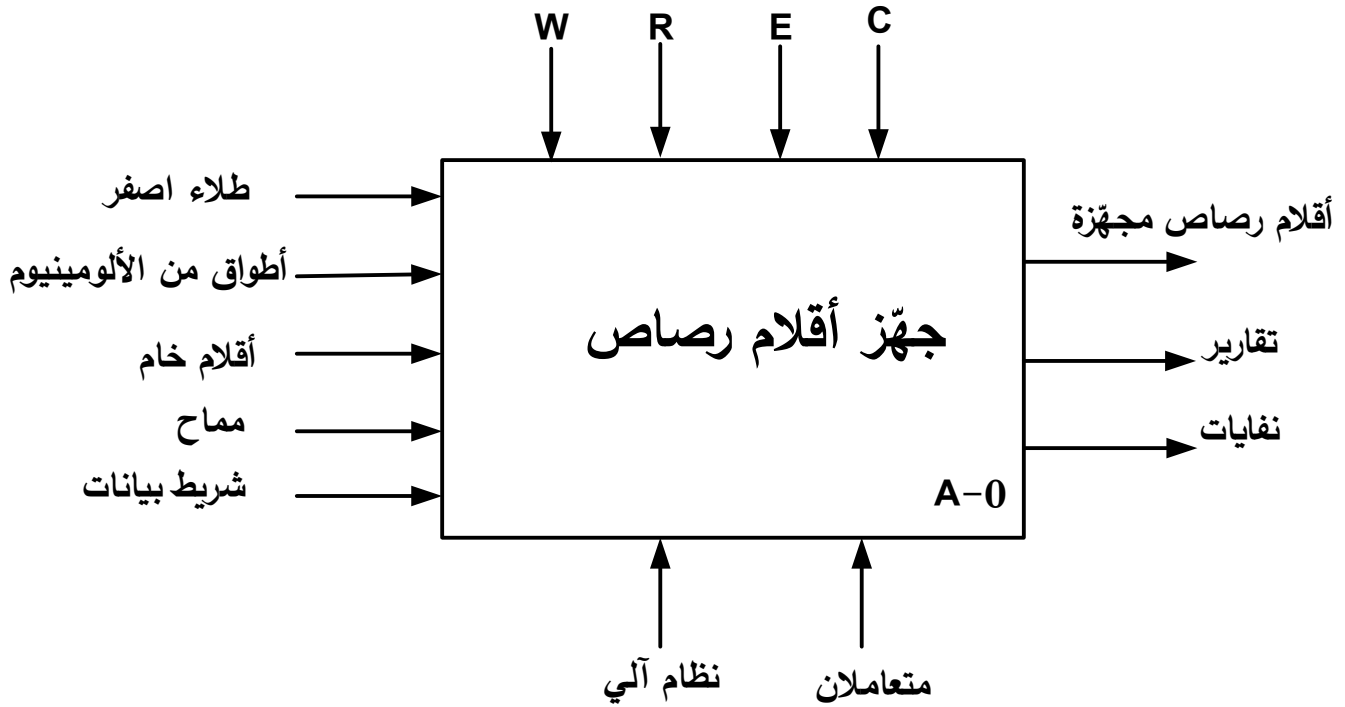 W R E C
طلاء اصفر
أطواق من الألومينيوم
أقلام خام
مماح
شريط بيانات
جهّز أقلام رصاص
A-0
أقلام رصاص مجهّزة
تقارير
نفايات
نظام آلي
متعاملان